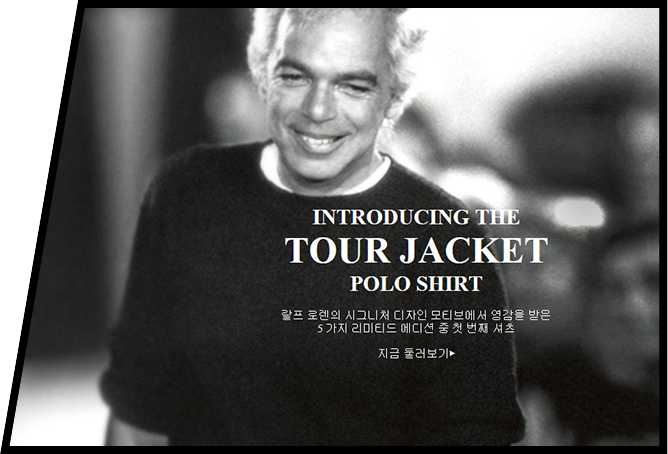 INTRODUCING THE
TOUR JACKET
POLO SHIRT
랄프 로렌의 시그니처 디자인 모티브에서 영감을 받은
5가지 리미티드 에디션 중 첫 번째 셔츠
지금 둘러보기▶